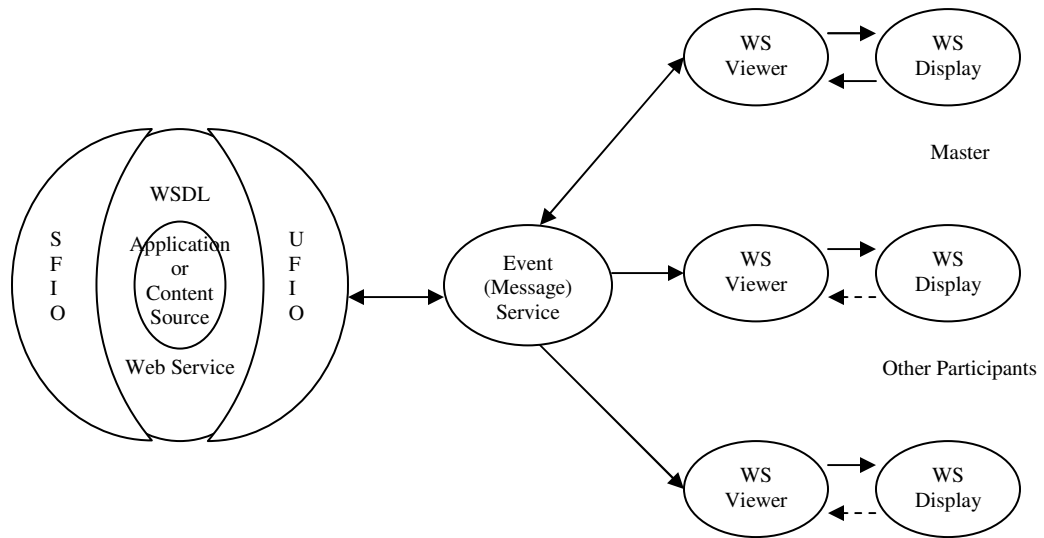 WSDL
S
F
I
O
Application
or
Content
Source
U
F
I
O
Web Service
Event
(Message)
Service
WS
Viewer
WS
Display
Master
WS
Viewer
WS
Display
Other Participants
WS
Viewer
WS
Display